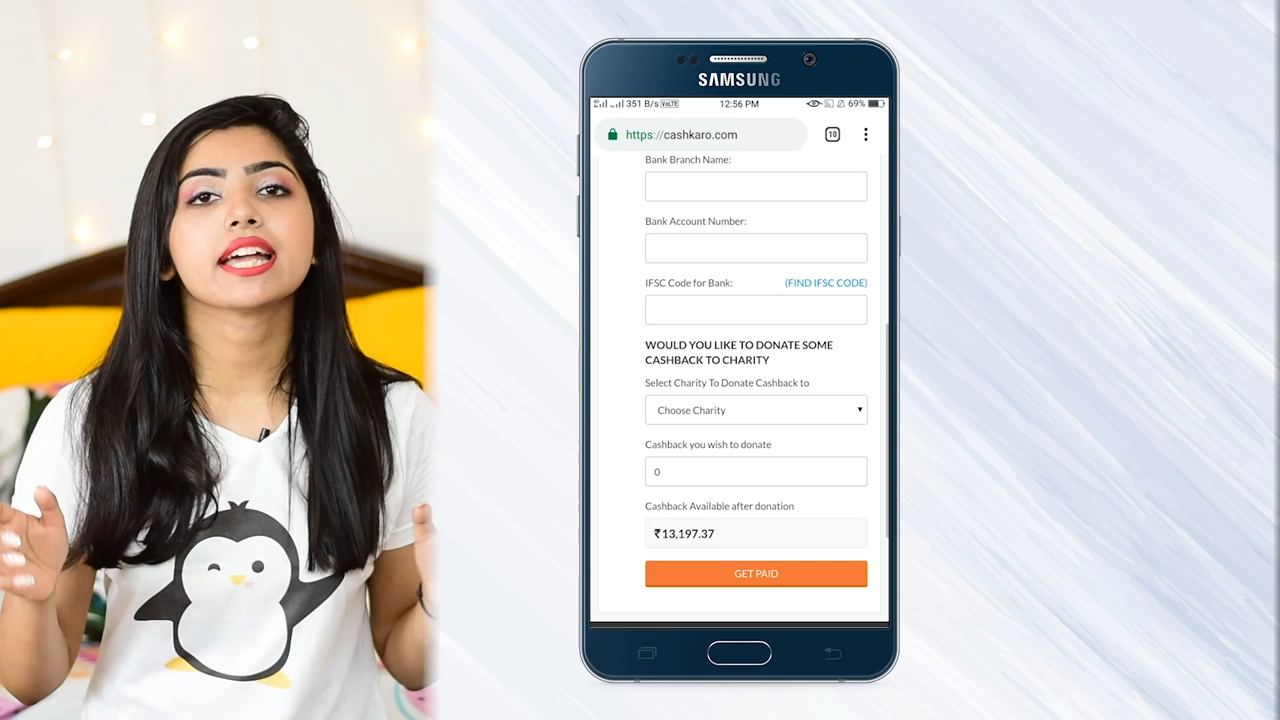 SAMSUNG
351 B/s VoLTE 12:56 PM 69%
https://cashkaro.com 10
Bank Branch Name:
Bank Account Number:
IFSC Code for Bank: (FIND IFSC CODE)
WOULD YOU LIKE TO DONATE SOME
CASHBACK TO CHARITY
Select Charity To Donate Cashback to
Choose Charity
Cashback you wish to donate
0
Cashback Available after donation
₹13,197.37
GET PAID